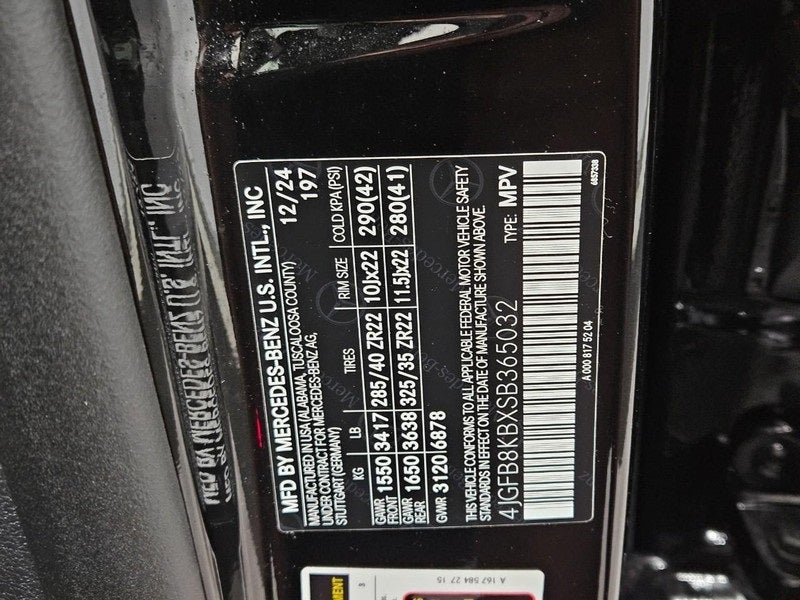 MFD BY MERCEDES-BENZ U.S. INTL., INC
MANUFACTURED IN USA (ALABAMA, TUSCALOOSA COUNTY) 12/24
UNDER CONTRACT FOR MERCEDES-BENZ AG, 197
STUTTGART (GERMANY)
KG LB TIRES RIM SIZE COLD KPA (PSI)
GAWR FRONT 1550 3417 285/40 ZR22 10Jx22 290(42)
GAWR REAR 1650 3638 325/35 ZR22 11.5Jx22 280(41)
GVWR 3120 6878
THIS VEHICLE CONFORMS TO ALL APPLICABLE FEDERAL MOTOR VEHICLE SAFETY
STANDARDS IN EFFECT ON THE DATE OF MANUFACTURE SHOWN ABOVE.
4JGFB8KBXSB365032 TYPE: MPV
A 000 817 52 04 6857338
A 167 584 27 15